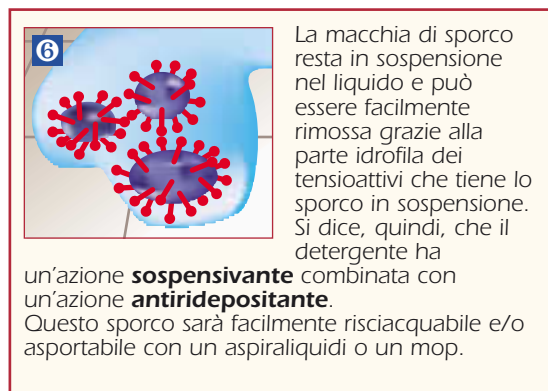 6
La macchia di sporco
resta in sospensione
nel liquido e può
essere facilmente
rimossa grazie alla
parte idrofila dei
tensioattivi che tiene lo
sporco in sospensione.
Si dice, quindi, che il
detergente ha
un'azione sospensivante combinata con
un'azione antiridepositante.
Questo sporco sarà facilmente risciacquabile e/o
asportabile con un aspiraliquidi o un mop.